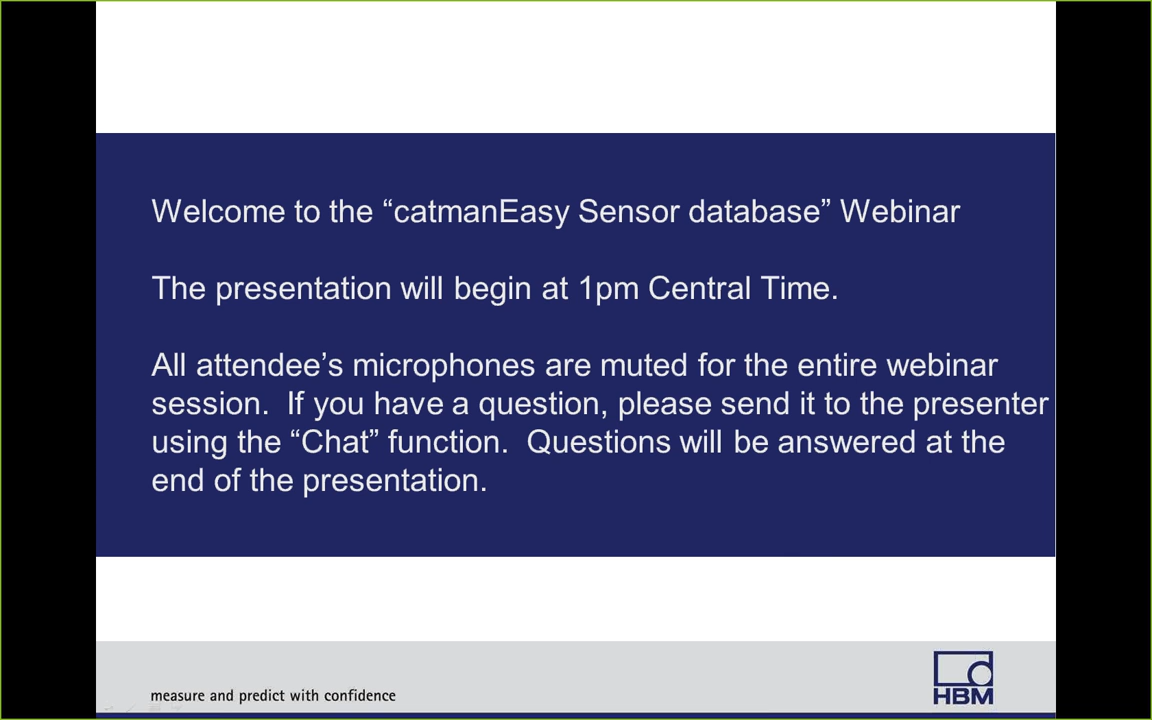 Welcome to the “catmanEasy Sensor database” Webinar
The presentation will begin at 1pm Central Time.
All attendee’s microphones are muted for the entire webinar
session.  If you have a question, please send it to the presenter
using the “Chat” function.  Questions will be answered at the
end of the presentation.
measure and predict with confidence
HBM